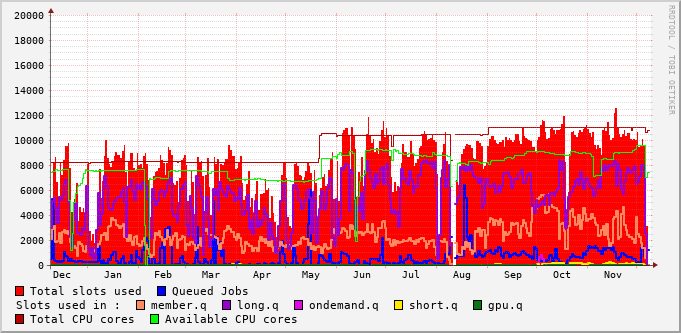 RRDTOOL / TOBI OETIKER
20000
18000
16000
14000
12000
10000
8000
6000
4000
2000
0
Dec Jan Feb Mar Apr May Jun Jul Aug Sep Oct Nov
Total slots used Queued Jobs
Slots used in : member.q long.q ondemand.q short.q gpu.q
Total CPU cores Available CPU cores